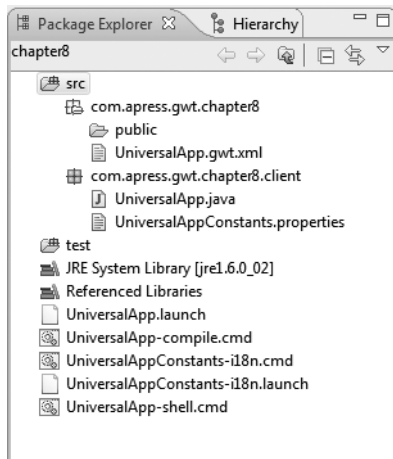 Package Explorer Hierarchy
chapter8
src
com.apress.gwt.chapter8
public
UniversalApp.gwt.xml
com.apress.gwt.chapter8.client
UniversalApp.java
UniversalAppConstants.properties
test
JRE System Library [jre1.6.0_02]
Referenced Libraries
UniversalApp.launch
UniversalApp-compile.cmd
UniversalAppConstants-i18n.cmd
UniversalAppConstants-i18n.launch
UniversalApp-shell.cmd